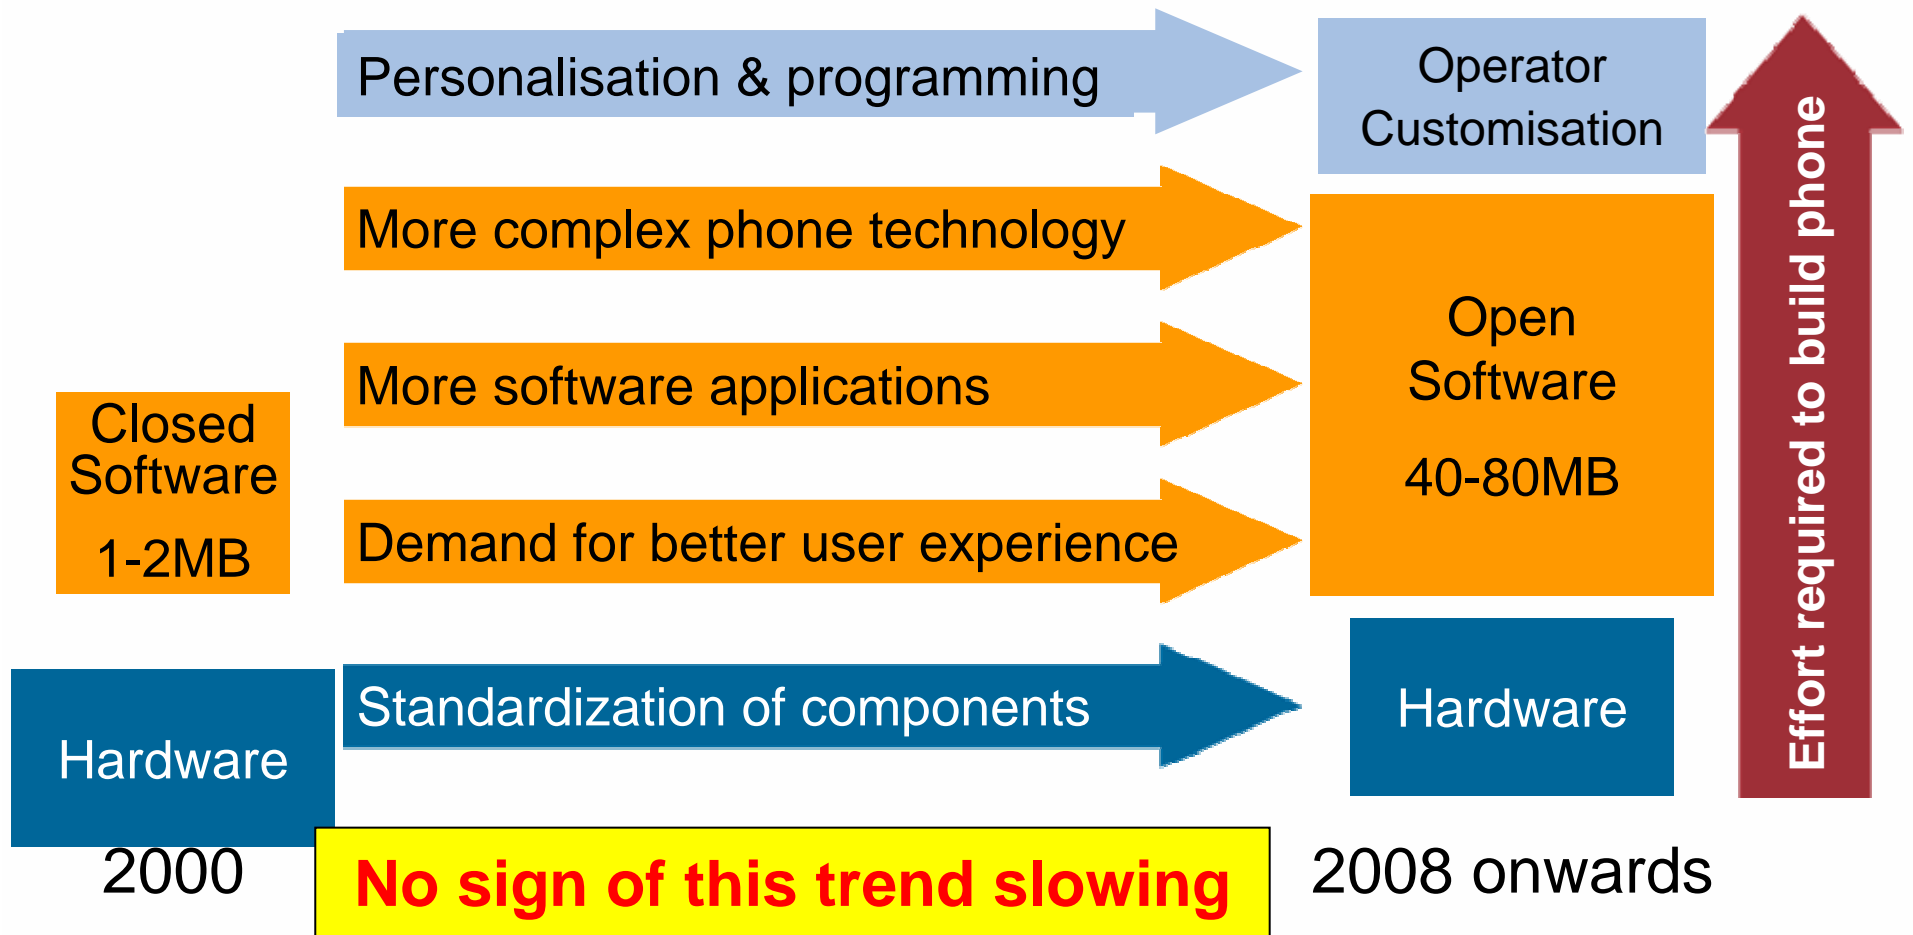 Personalisation & programming
Operator
Customisation
More complex phone technology
More software applications
Demand for better user experience
Closed
Software
1-2MB
Open
Software
40-80MB
Standardization of components
Hardware
Hardware
Effort required to build phone
2000
No sign of this trend slowing
2008 onwards